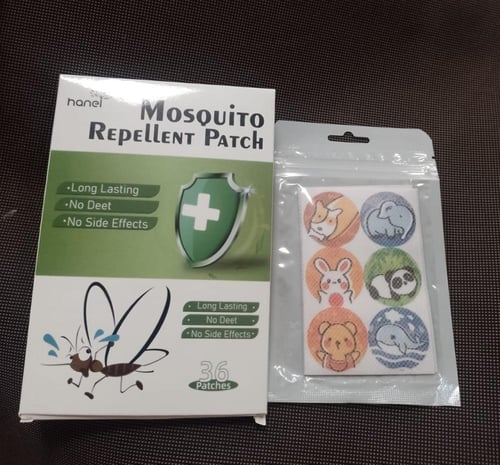 hanel
Mosquito
Repellent Patch
•Long Lasting
•No Deet
•No Side Effects
•Long Lasting
•No Deet
•No Side Effects
36
Patches